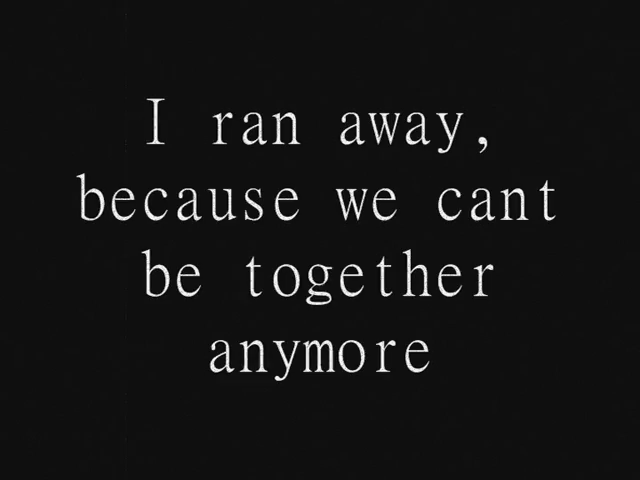 I ran away,
because we cant
be together
anymore